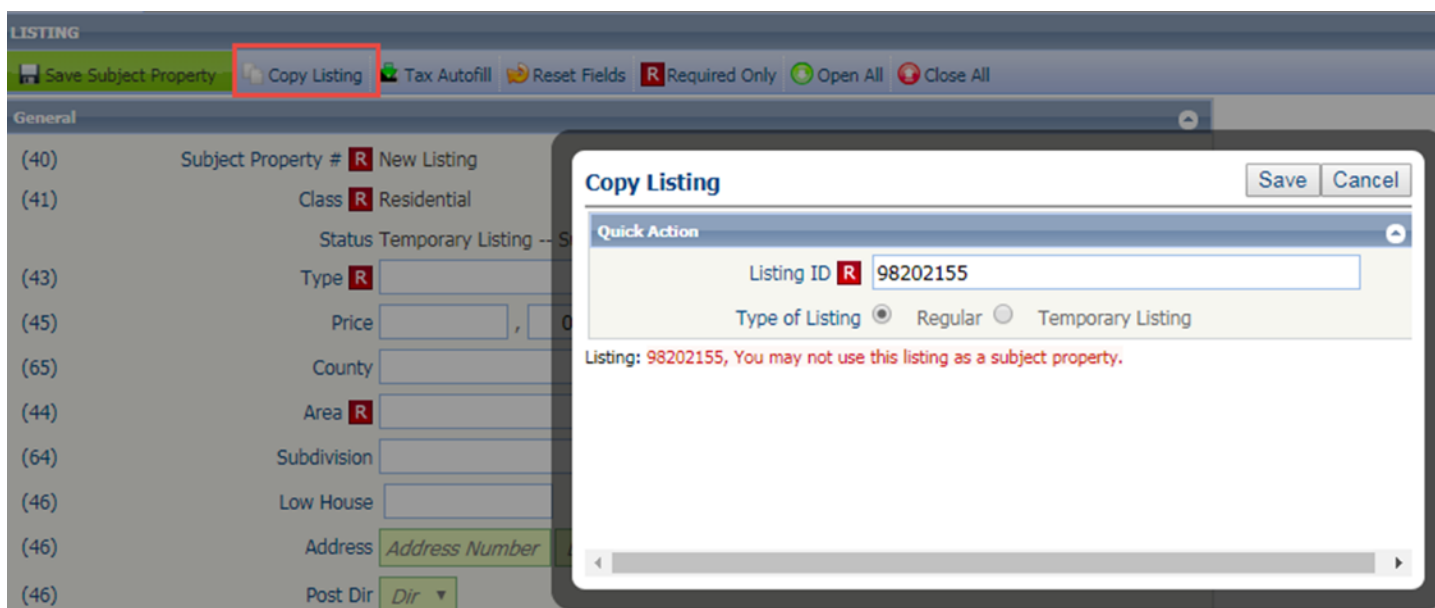 LISTING
Save Subject Property Copy Listing Tax Autofill Reset Fields R Required Only Open All Close All
General
(40) Subject Property # R New Listing
(41) Class R Residential
Status Temporary Listing --
(43) Type R
(45) Price , 0
(65) County
(44) Area R
(64) Subdivision
(46) Low House
(46) Address Address Number
(46) Post Dir Dir
Copy Listing Save Cancel
Quick Action
Listing ID R 98202155
Type of Listing Regular Temporary Listing
Listing: 98202155, You may not use this listing as a subject property.